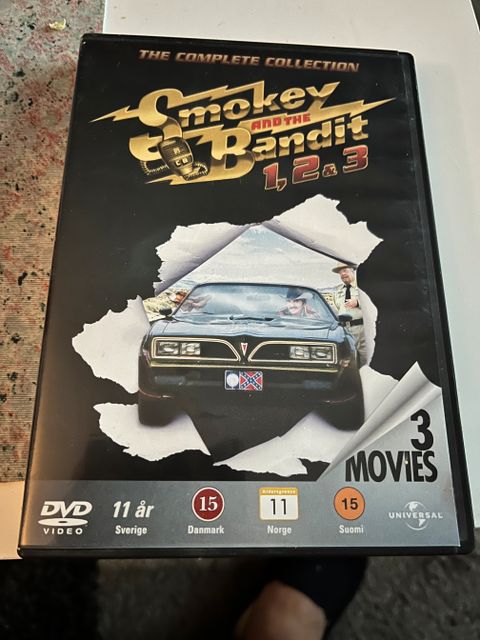 THE COMPLETE COLLECTION
Smokey
AND THE
Bandit
1, 2 & 3
3
MOViES
DVD
VIDEO
11 år
Sverige
15
Danmark
Aldersgrense
11
Norge
15
Suomi
UNIVERSAL